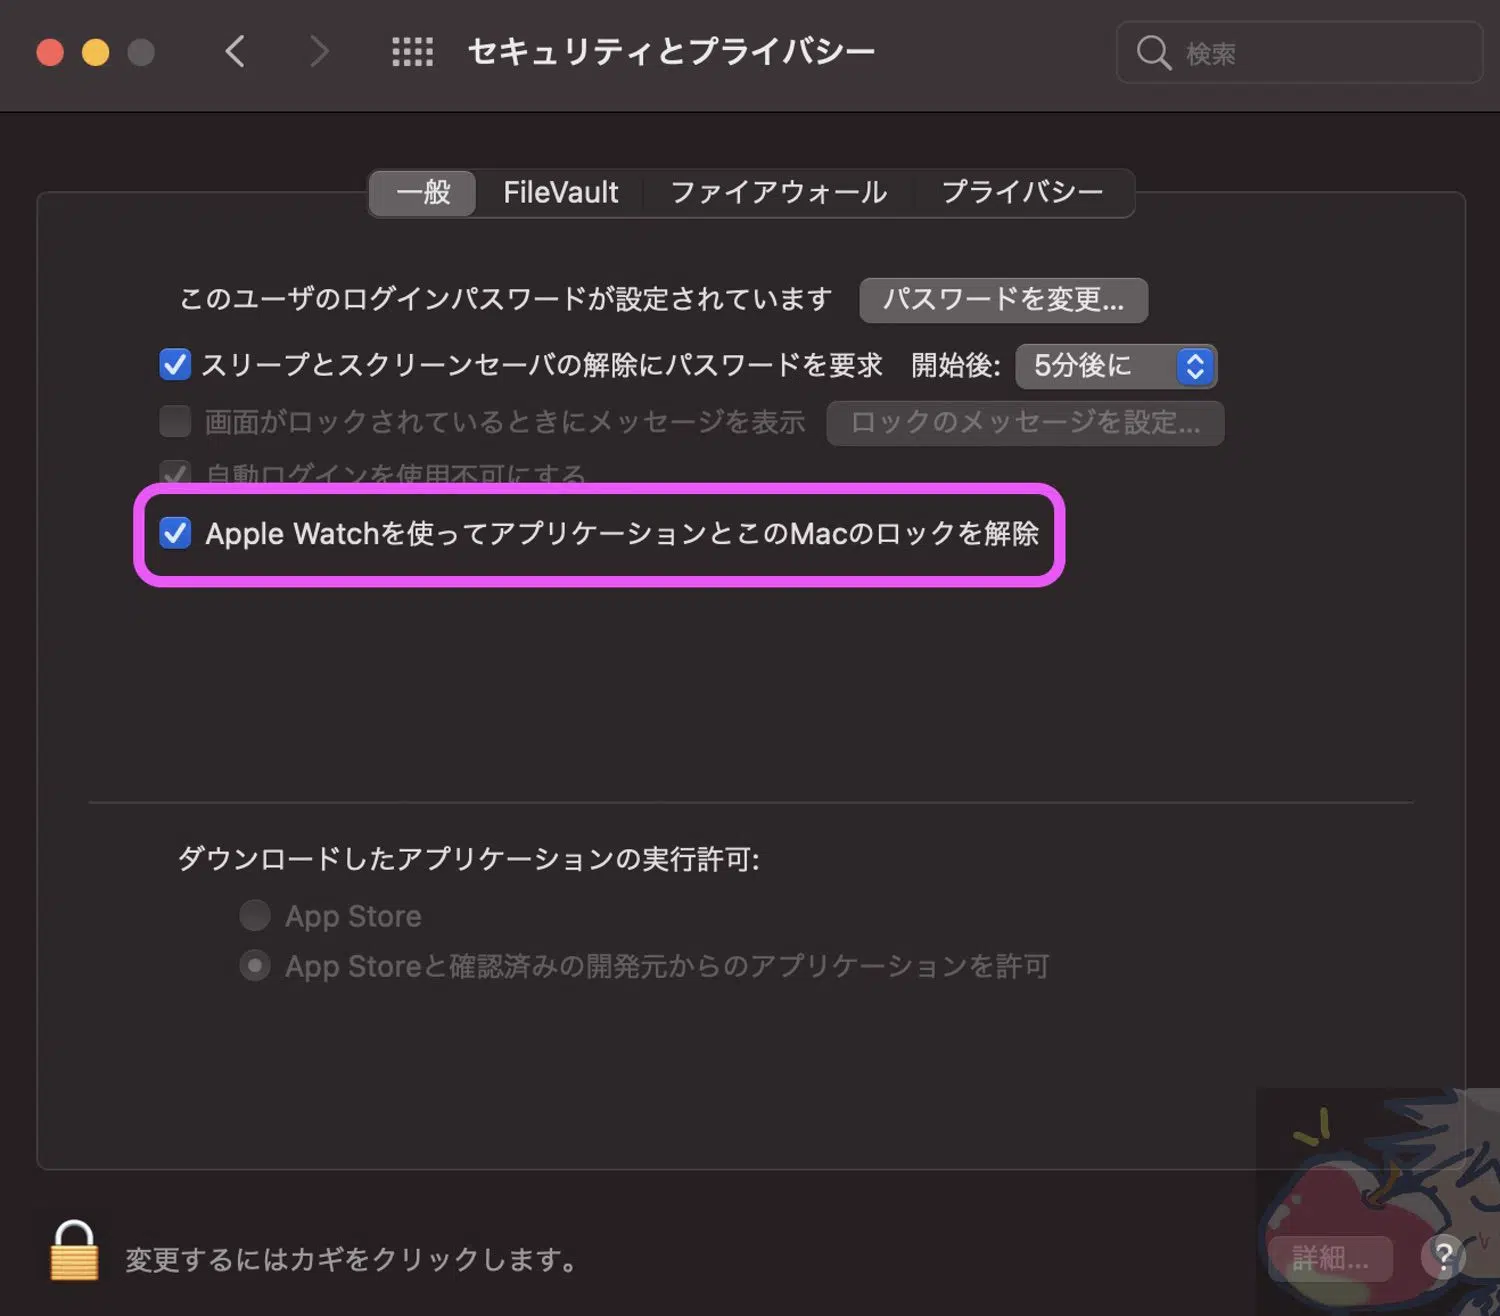 セキュリティとプライバシー
検索
一般 FileVault ファイアウォール プライバシー
このユーザのログインパスワードが設定されています パスワードを変更...
スリープとスクリーンセーバの解除にパスワードを要求 開始後: 5分後に
画面がロックされているときにメッセージを表示 ロックのメッセージを設定...
自動ログインを使用不可にする
Apple Watchを使ってアプリケーションとこのMacのロックを解除
ダウンロードしたアプリケーションの実行許可:
App Store
App Storeと確認済みの開発元からのアプリケーションを許可
変更するにはカギをクリックします。
詳細... ?